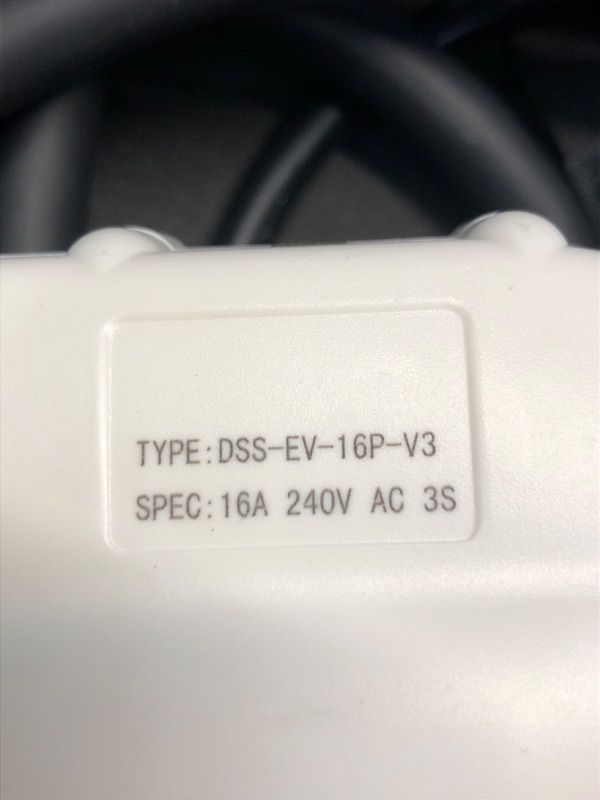 TYPE:DSS-EV-16P-V3
SPEC:16A 240V AC 3S